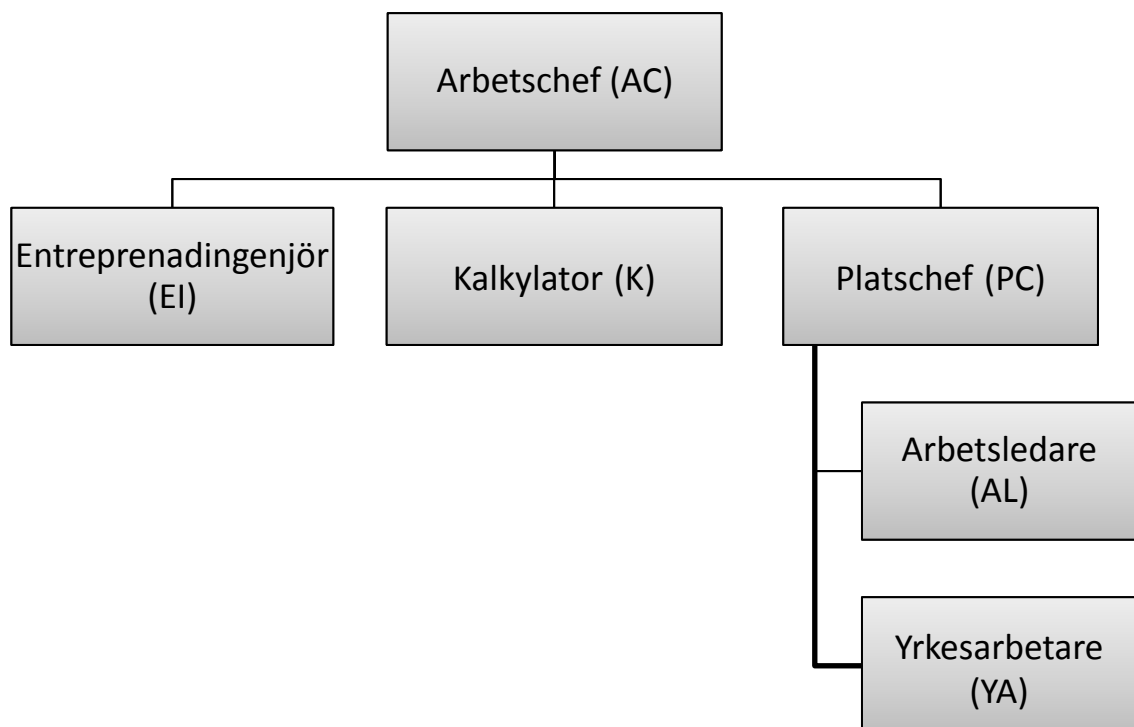 Arbetschef (AC)
Entreprenadingenjör
(EI)
Kalkylator (K)
Platschef (PC)
Arbetsledare
(AL)
Yrkesarbetare
(YA)